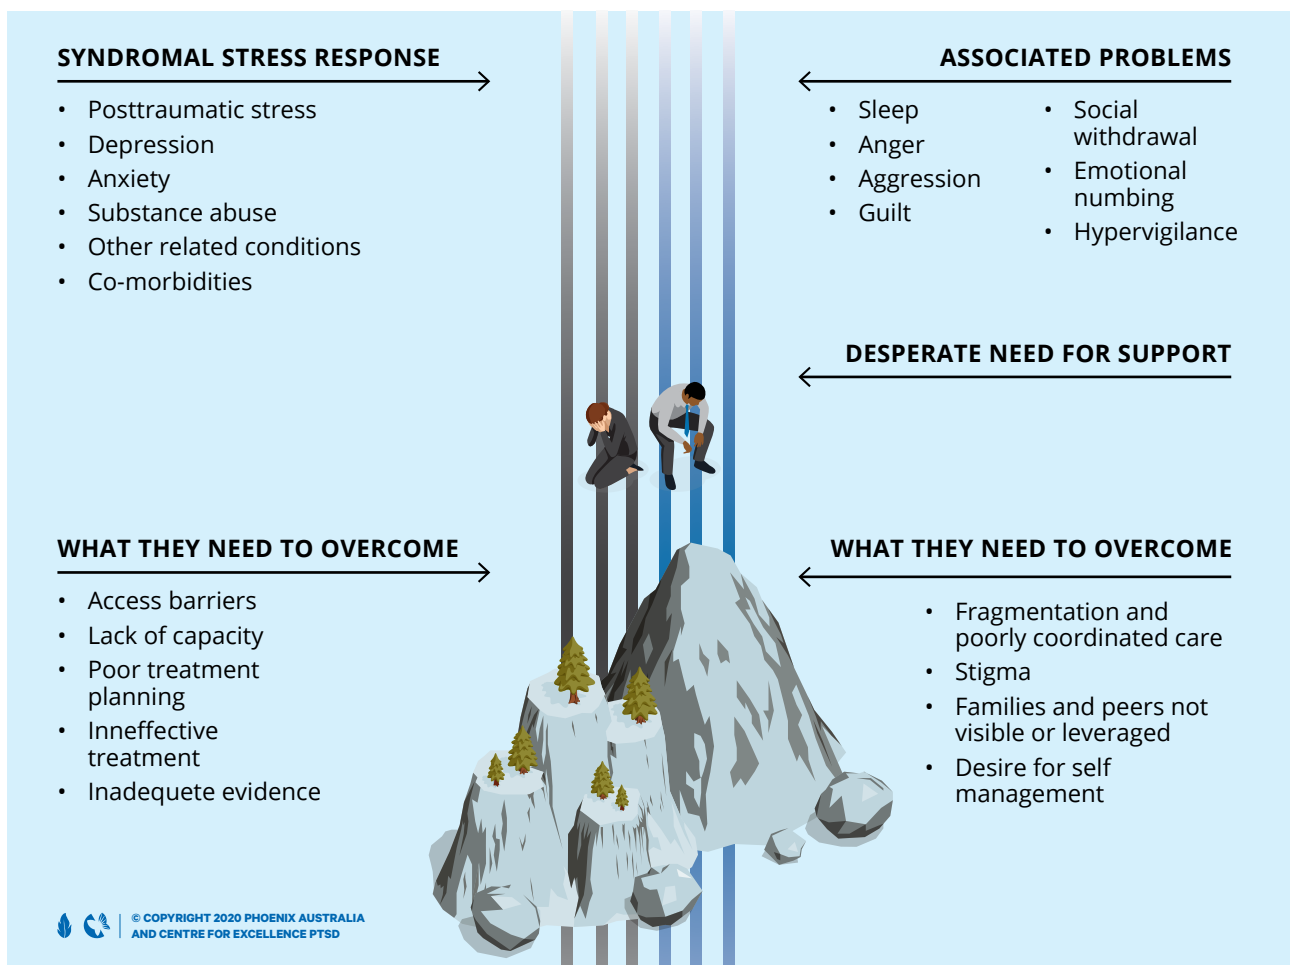 SYNDROMAL STRESS RESPONSE
• Posttraumatic stress
• Depression
• Anxiety
• Substance abuse
• Other related conditions
• Co-morbidities
ASSOCIATED PROBLEMS
• Sleep
• Anger
• Aggression
• Guilt
• Social
withdrawal
• Emotional
numbing
• Hypervigilance
DESPERATE NEED FOR SUPPORT
WHAT THEY NEED TO OVERCOME
• Access barriers
• Lack of capacity
• Poor treatment
planning
• Inneffective
treatment
• Inadequete evidence
WHAT THEY NEED TO OVERCOME
• Fragmentation and
poorly coordinated care
• Stigma
• Families and peers not
visible or leveraged
• Desire for self
management
© COPYRIGHT 2020 PHOENIX AUSTRALIA
AND CENTRE FOR EXCELLENCE PTSD